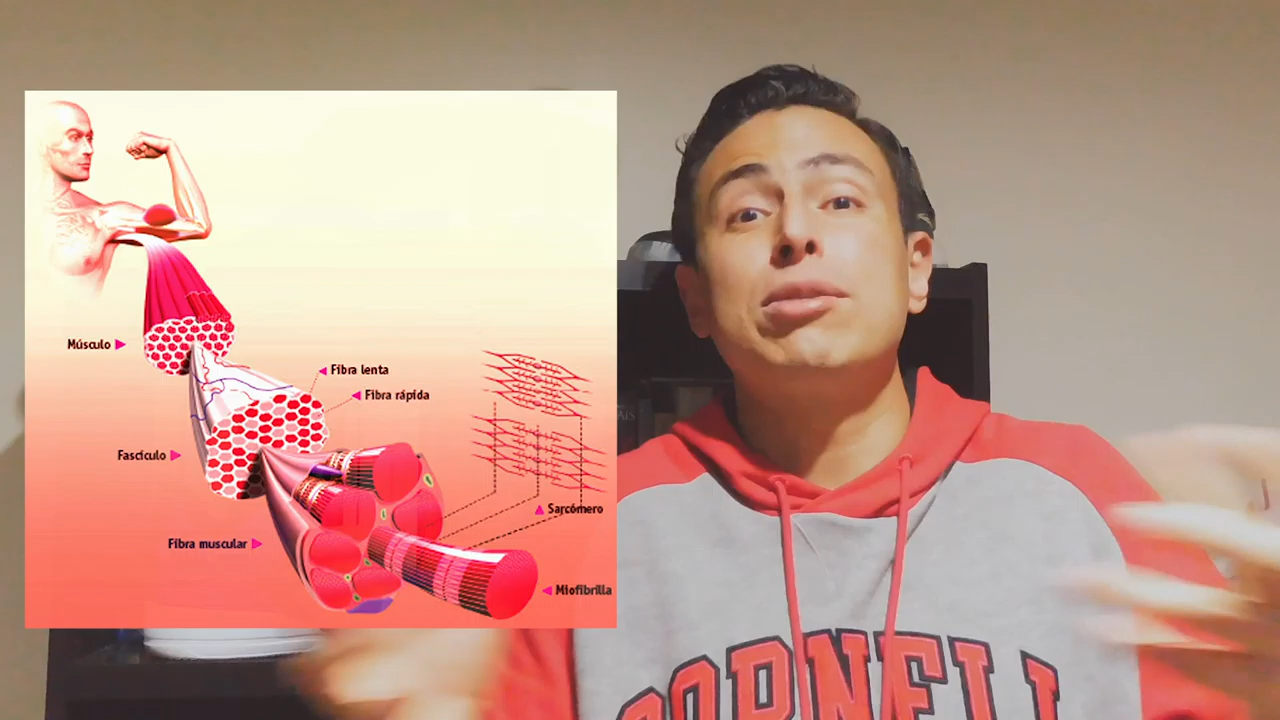 Músculo
Fibra lenta
Fibra rápida
Fascículo
Sarcómero
Fibra muscular
Miofibrilla
CORNELL